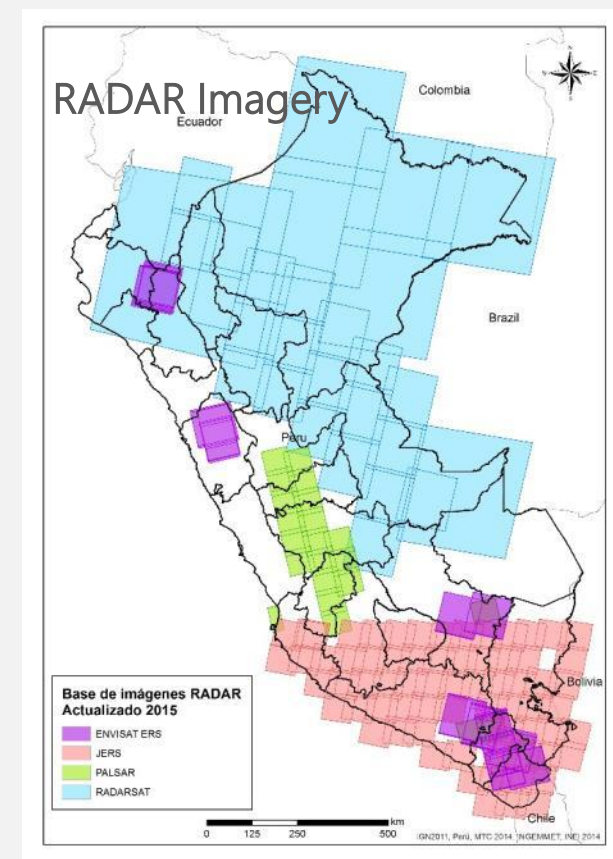 RADAR Imagery
Colombia
Ecuador
Brazil
Peru
Bolivia
Chile
Base de imágenes RADAR
Actualizado 2015
ENVISAT ERS
JERS
PALSAR
RADARSAT
km
0 125 250 500
IGN2011, Perú, MTC 2014, INGEMMET, INEI 2014